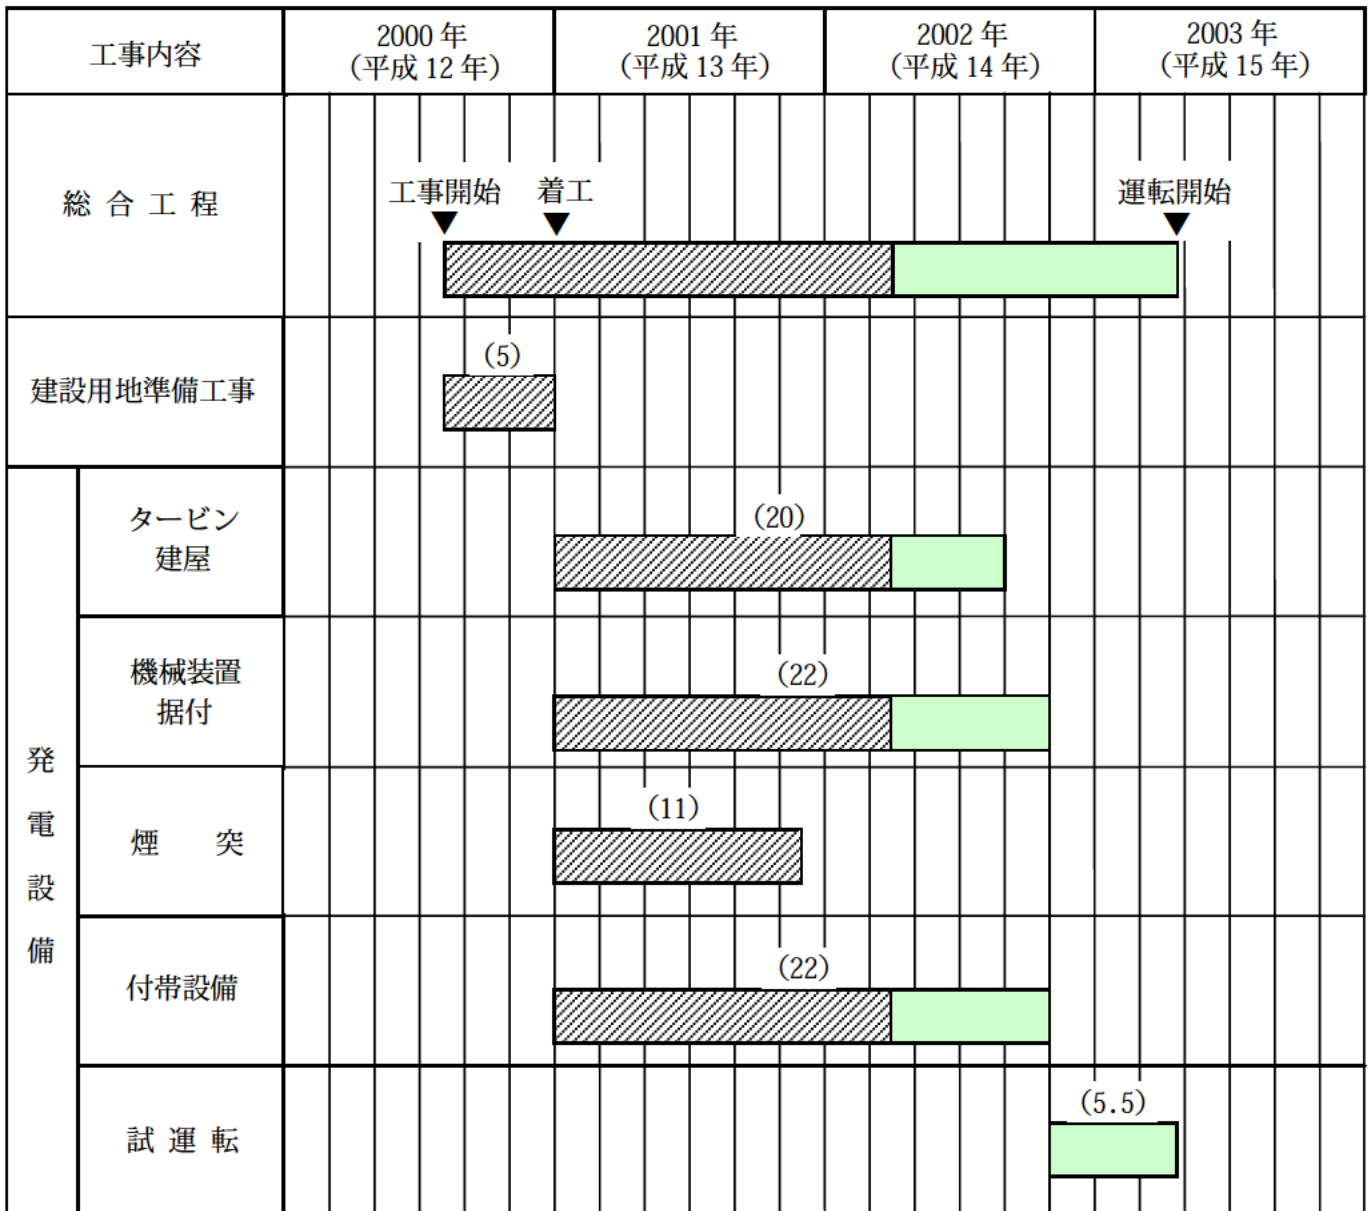 工事内容
2000 年
(平成 12 年)
2001 年
(平成 13 年)
2002 年
(平成 14 年)
2003 年
(平成 15 年)
総合工程
工事開始
着工
運転開始
建設用地準備工事
(5)
発電設備
タービン
建屋
(20)
機械装置
据付
(22)
煙突
(11)
付帯設備
(22)
試運転
(5.5)